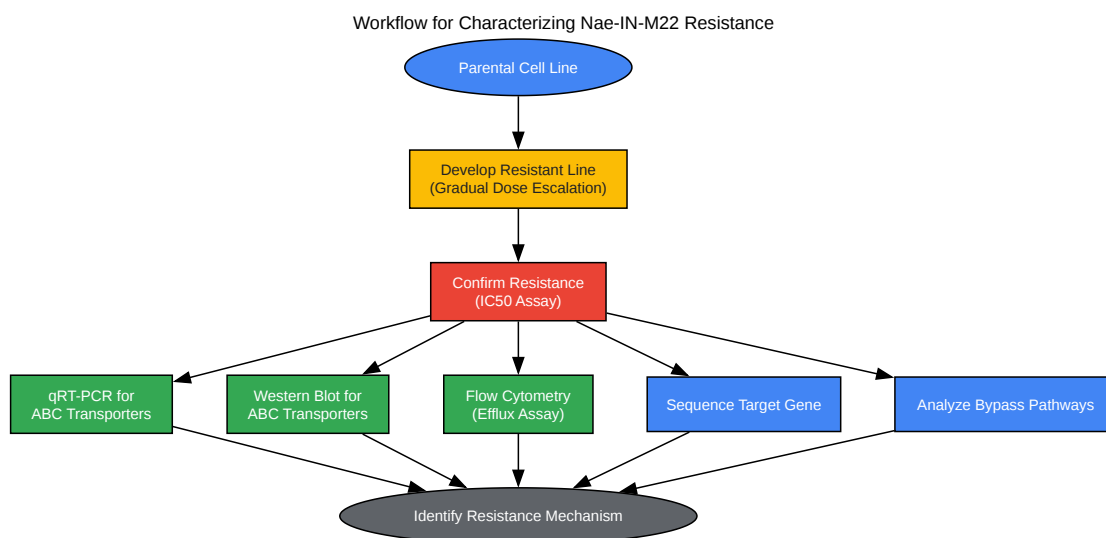 Workflow for Characterizing Nae-IN-M22 Resistance
Parental Cell Line
Develop Resistant Line
(Gradual Dose Escalation)
Confirm Resistance
(IC50 Assay)
qRT-PCR for
ABC Transporters
Western Blot for
ABC Transporters
Flow Cytometry
(Efflux Assay)
Sequence Target Gene
Analyze Bypass Pathways
Identify Resistance Mechanism